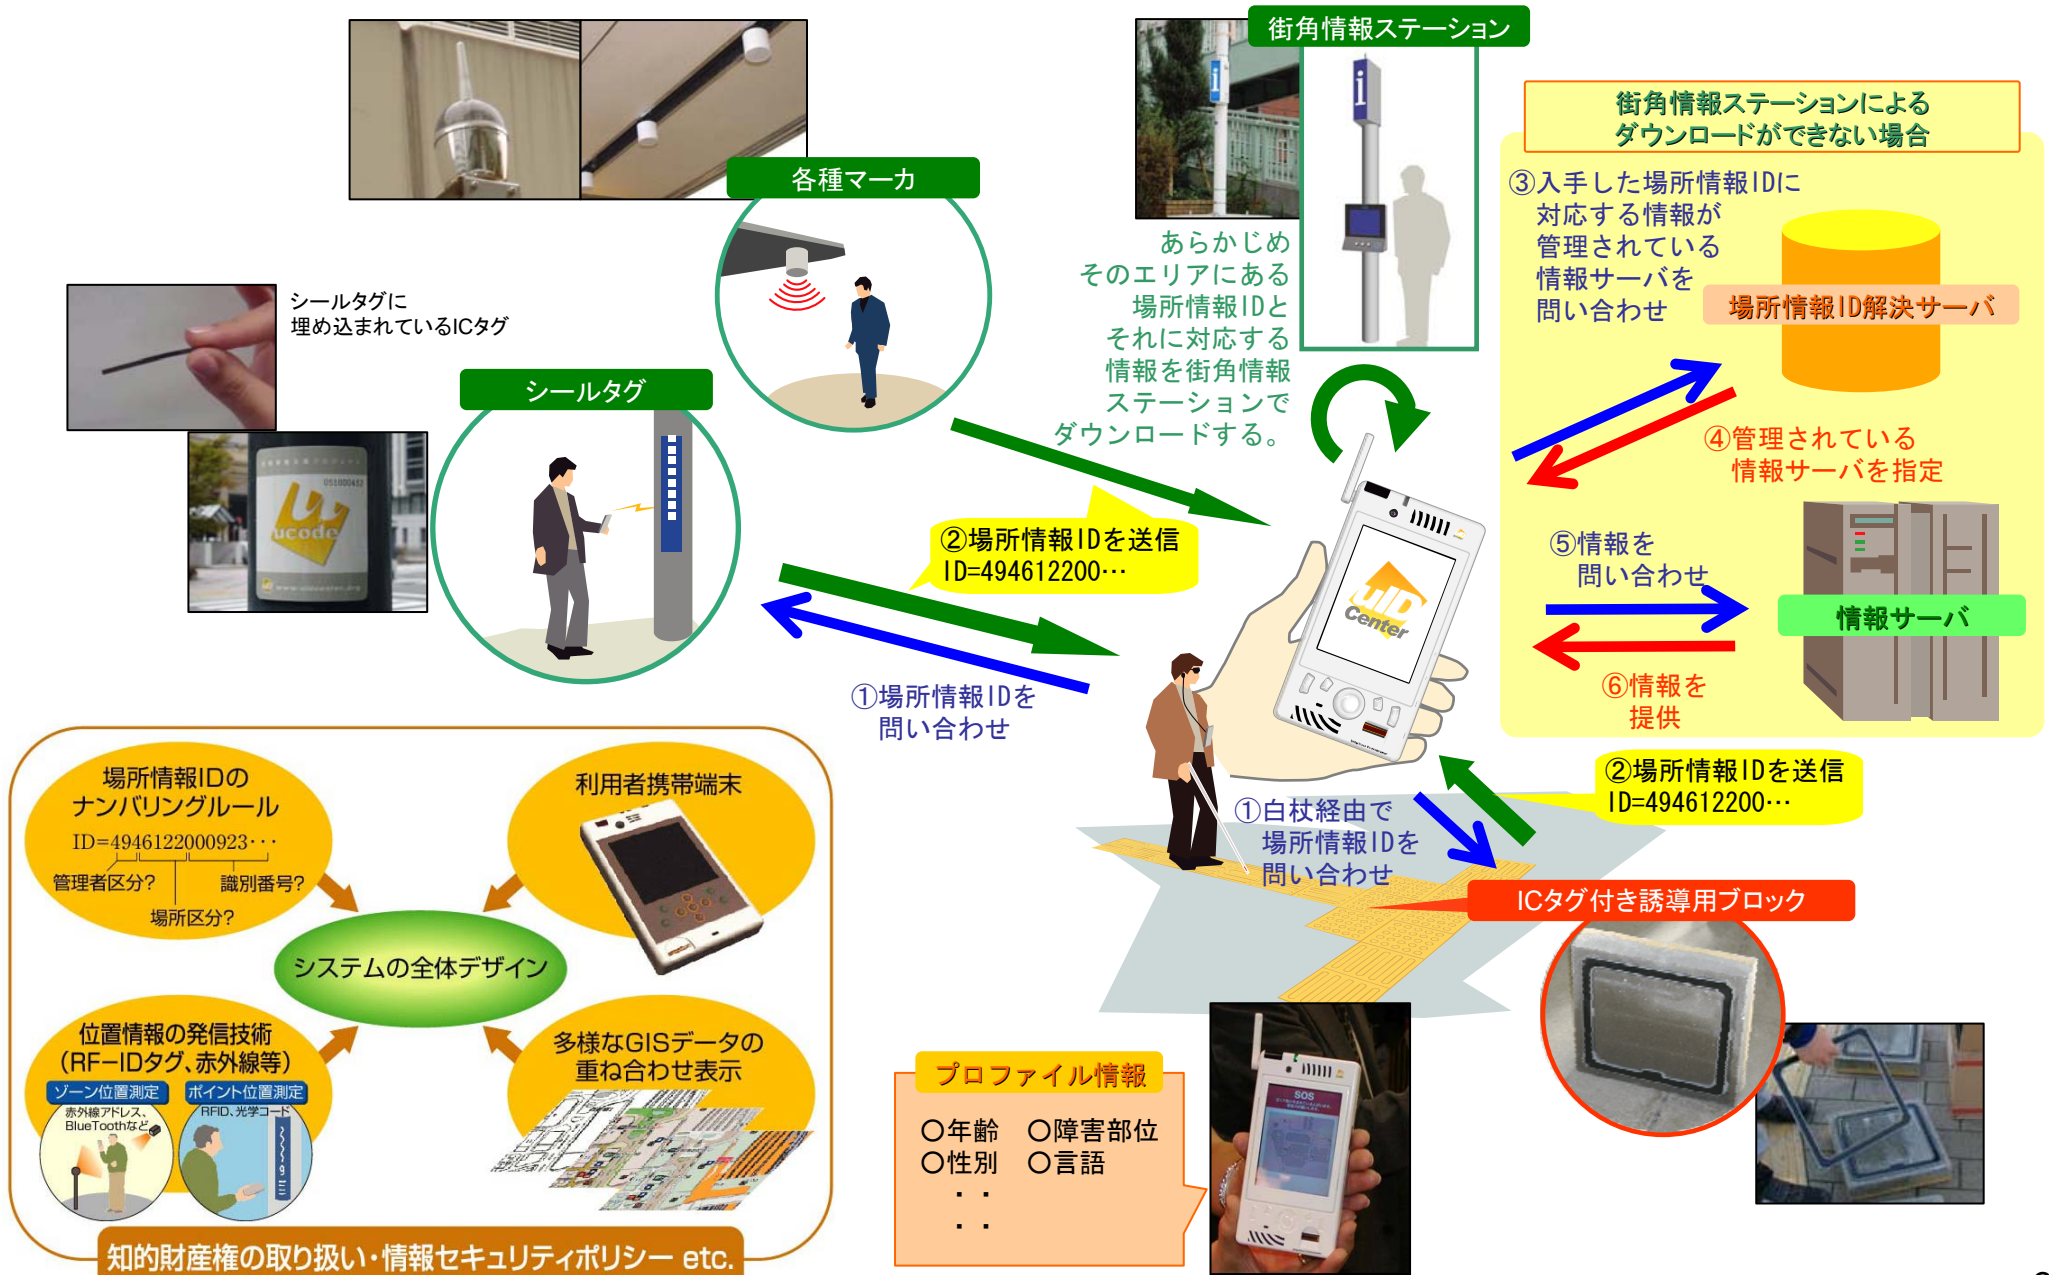 街角情報ステーション
街角情報ステーションによる
ダウンロードができない場合
各種マーカ
③入手した場所情報IDに
対応する情報が
管理されている
情報サーバを
問い合わせ
場所情報ID解決サーバ
あらかじめ
そのエリアにある
場所情報IDと
それに対応する
情報を街角情報
ステーションで
ダウンロードする。
シールタグに
埋め込まれているICタグ
シールタグ
④管理されている
情報サーバを指定
ucode
②場所情報IDを送信
ID=494612200…
⑤情報を
問い合わせ
情報サーバ
uID
Center
⑥情報を
提供
①場所情報IDを
問い合わせ
②場所情報IDを送信
ID=494612200…
①白杖経由で
場所情報IDを
問い合わせ
ICタグ付き誘導用ブロック
場所情報IDの
ナンバリングルール
ID=4946122000923･･･
管理者区分?
識別番号?
場所区分?
利用者携帯端末
システムの全体デザイン
位置情報の発信技術
(RF-IDタグ、赤外線等)
ゾーン位置測定
赤外線アドレス、
BlueToothなど
ポイント位置測定
RFID、光学コード
多様なGISデータの
重ね合わせ表示
知的財産権の取り扱い・情報セキュリティポリシー etc.
プロファイル情報
○年齢 ○障害部位
○性別 ○言語
・・
・・
SOS